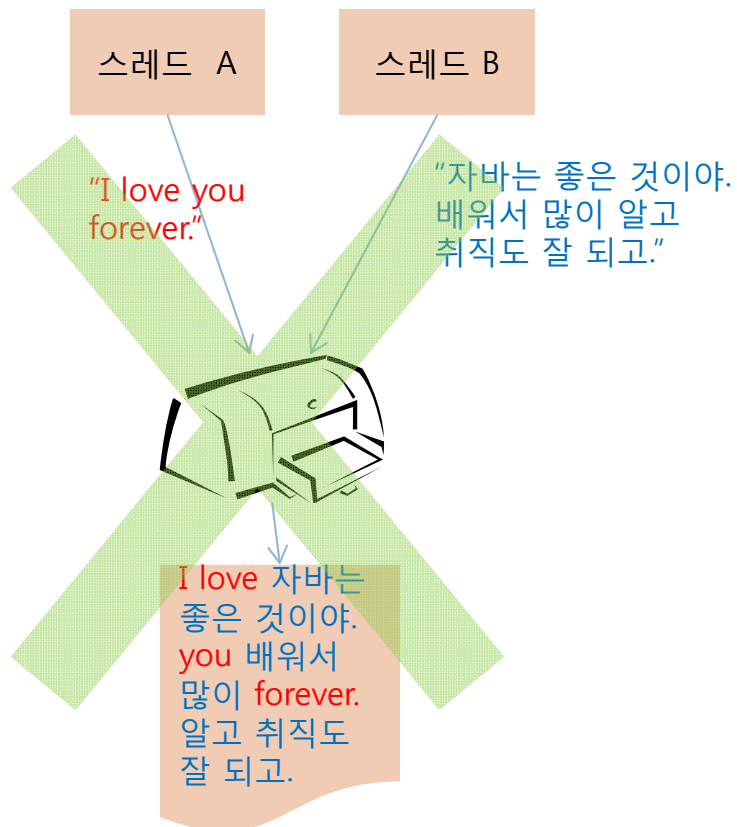 스레드 A
스레드 B
"I love you
forever."
"자바는 좋은 것이야.
배워서 많이 알고
취직도 잘 되고."
I love 자바는
좋은 것이야.
you 배워서
많이 forever.
알고 취직도
잘 되고.